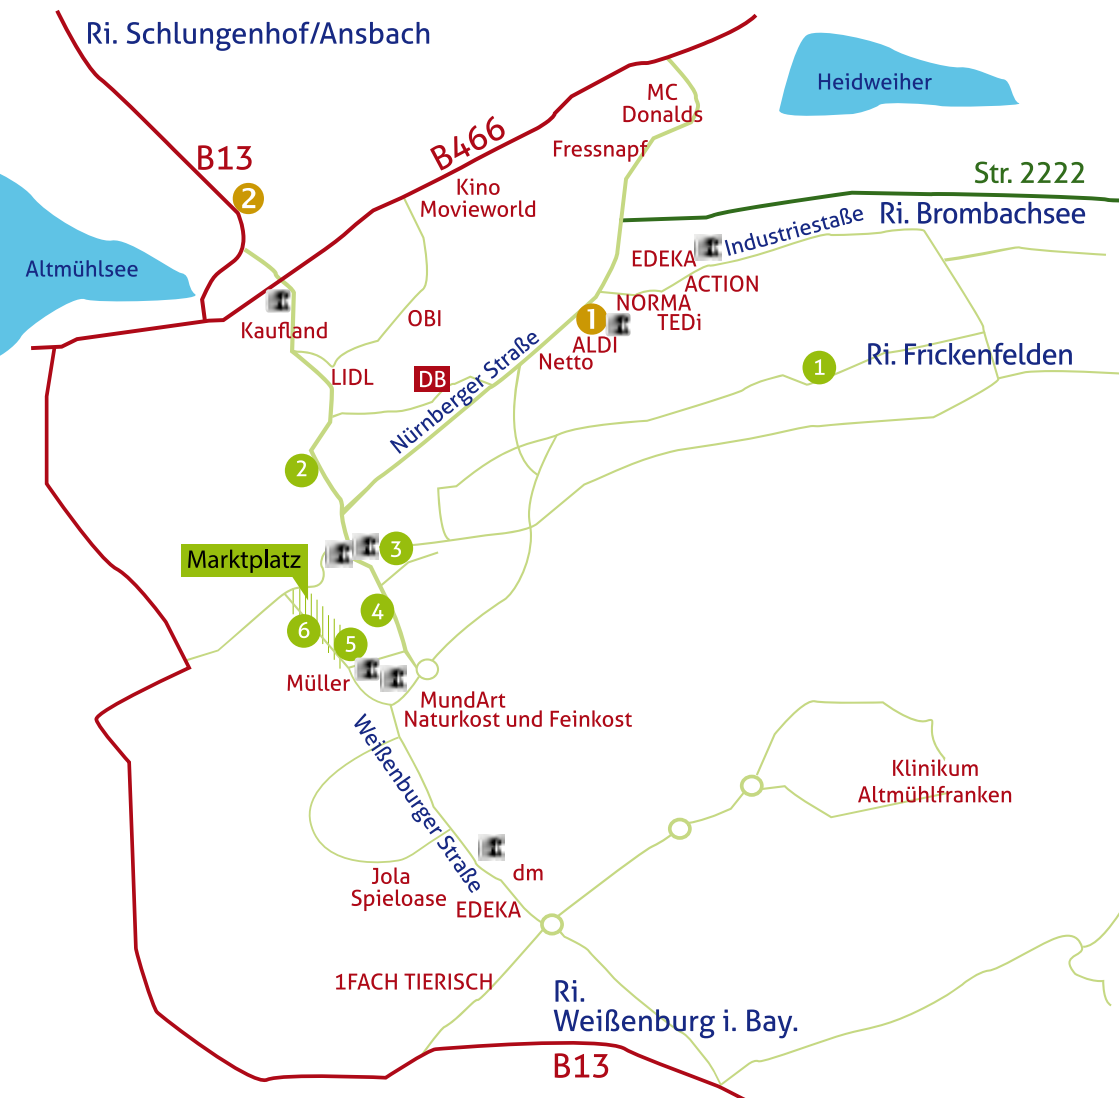 Ri. Schlungenhof/Ansbach
Heidweiher
MC
Donalds
B466
Fressnapf
B13
2
Str. 2222
Kino
Movieworld
Industriestaße
Ri. Brombachsee
Altmühlsee
EDEKA
ACTION
NORMA
TEDi
1
ALDI
Netto
Kaufland
OBI
LIDL
DB
Nürnberger Straße
1
Ri. Frickenfelden
2
3
Marktplatz
4
6
5
Müller
MundArt
Naturkost und Feinkost
Weißenburger Straße
Klinikum
Altmühlfranken
dm
Jola
Spieloase
EDEKA
1FACH TIERISCH
Ri.
Weißenburg i. Bay.
B13